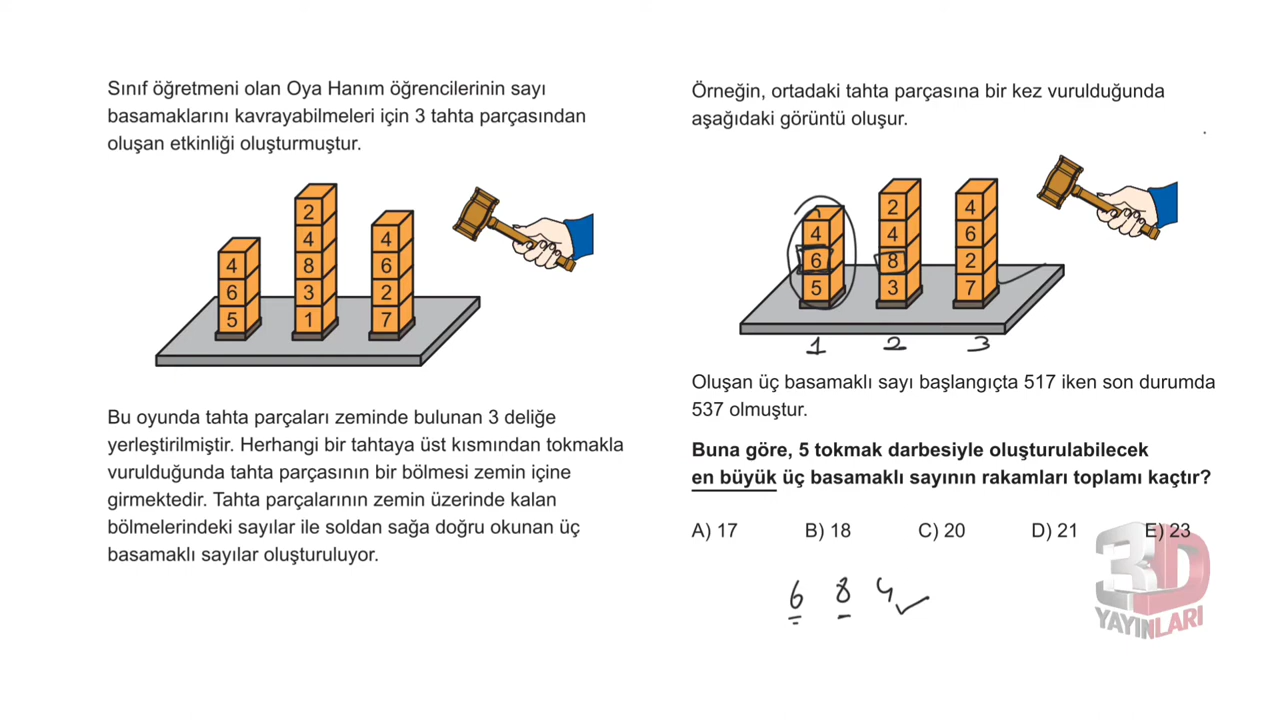 Sınıf öğretmeni olan Oya Hanım öğrencilerinin sayı
basamaklarını kavrayabilmeleri için 3 tahta parçasından
oluşan etkinliği oluşturmuştur.
2
4
4
4
8
6
6
3
2
5
1
7
Bu oyunda tahta parçaları zeminde bulunan 3 deliğe
yerleştirilmiştir. Herhangi bir tahtaya üst kısmından tokmakla
vurulduğunda tahta parçasının bir bölmesi zemin içine
girmektedir. Tahta parçalarının zemin üzerinde kalan
bölmelerindeki sayılar ile soldan sağa doğru okunan üç
basamaklı sayılar oluşturuluyor.
Örneğin, ortadaki tahta parçasına bir kez vurulduğunda
aşağıdaki görüntü oluşur.
2 4
4 4 6
6 8 2
5 3 7
1 2 3
Oluşan üç basamaklı sayı başlangıçta 517 iken son durumda
537 olmuştur.
Buna göre, 5 tokmak darbesiyle oluşturulabilecek
en büyük üç basamaklı sayının rakamları toplamı kaçtır?
A) 17 B) 18 C) 20 D) 21 E) 23
6 8 4
3D
YAYINLARI